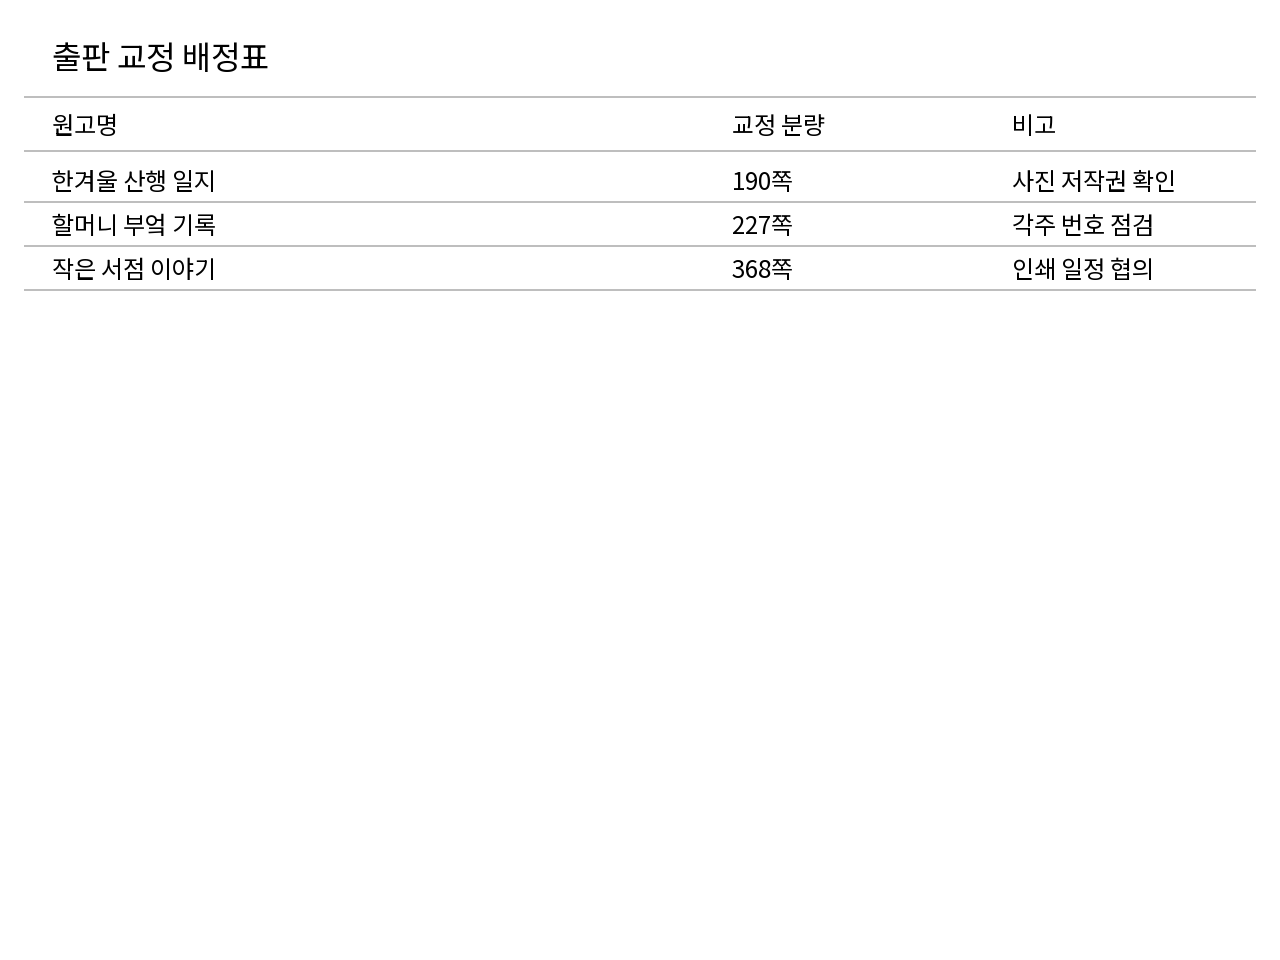 출판 교정 배정표
원고명 교정 분량 비고
한겨울 산행 일지 190쪽 사진 저작권 확인
할머니 부엌 기록 227쪽 각주 번호 점검
작은 서점 이야기 368쪽 인쇄 일정 협의